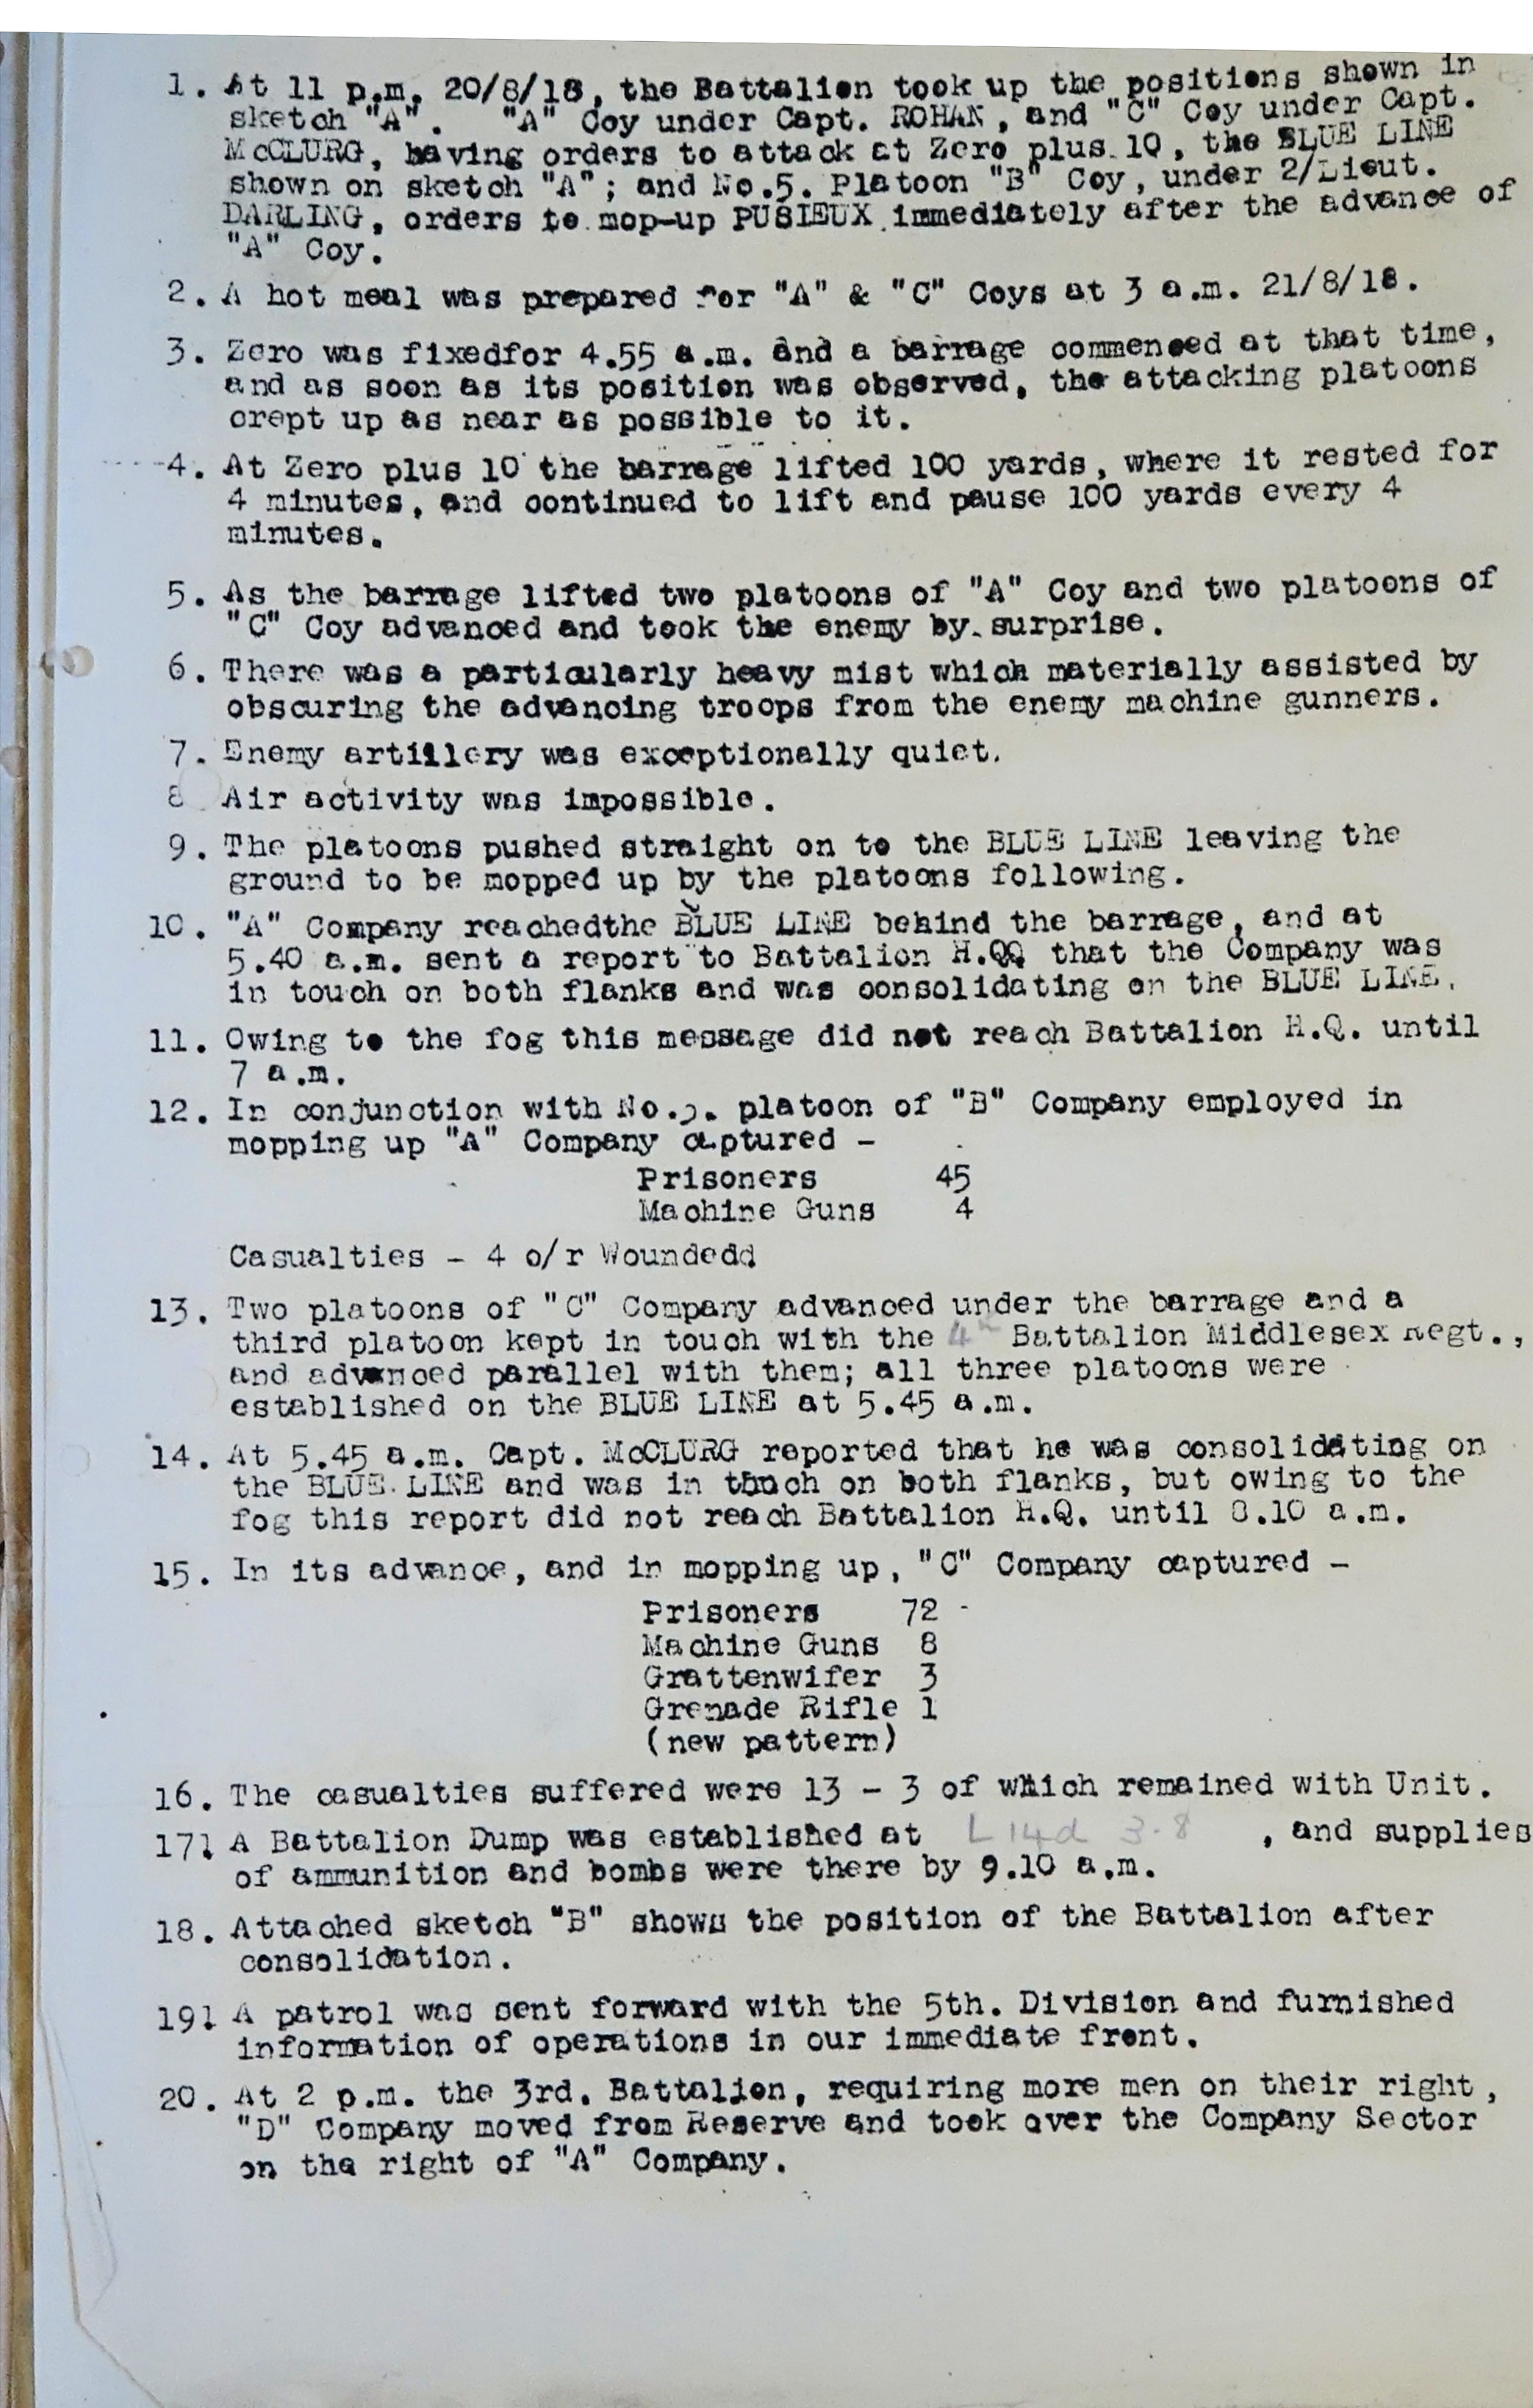 1. At 11 p.m. 20/8/18, the Battalion took up the positions shown in
sketch "A". "A" Coy under Capt. ROHAN, and "C" Coy under Capt.
McCLURG, having orders to attack at Zero plus 10, the BLUE LINE
shown on sketch "A"; and No.5. Platoon "B" Coy, under 2/Lieut.
DARLING, orders to mop-up PUSIEUX immediately after the advance of
"A" Coy.
2. A hot meal was prepared for "A" & "C" Coys at 3 a.m. 21/8/18.
3. Zero was fixedfor 4.55 a.m. and a barrage commenced at that time,
and as soon as its position was observed, the attacking platoons
crept up as near as possible to it.
4. At Zero plus 10 the barrage lifted 100 yards, where it rested for
4 minutes, and continued to lift and pause 100 yards every 4
minutes.
5. As the barrage lifted two platoons of "A" Coy and two platoons of
"C" Coy advanced and took the enemy by surprise.
6. There was a particularly heavy mist which materially assisted by
obscuring the advancing troops from the enemy machine gunners.
7. Enemy artillery was exceptionally quiet.
8 Air activity was impossible.
9. The platoons pushed straight on to the BLUE LINE leaving the
ground to be mopped up by the platoons following.
10. "A" Company reachedthe BLUE LINE behind the barrage, and at
5.40 a.m. sent a report to Battalion H.QQ that the Company was
in touch on both flanks and was consolidating on the BLUE LINE.
11. Owing to the fog this message did not reach Battalion H.Q. until
7 a.m.
12. In conjunction with No.5. platoon of "B" Company employed in
mopping up "A" Company captured -
Prisoners 45
Machine Guns 4
Casualties - 4 o/r Woundedd
13. Two platoons of "C" Company advanced under the barrage and a
third platoon kept in touch with the 4th Battalion Middlesex Regt.,
and advanced parallel with them; all three platoons were
established on the BLUE LINE at 5.45 a.m.
14. At 5.45 a.m. Capt. McCLURG reported that he was consolidating on
the BLUE LINE and was in touch on both flanks, but owing to the
fog this report did not reach Battalion H.Q. until 8.10 a.m.
15. In its advance, and in mopping up, "C" Company captured -
Prisoners 72
Machine Guns 8
Grattenwifer 3
Grenade Rifle 1
(new pattern)
16. The casualties suffered were 13 - 3 of which remained with Unit.
17. A Battalion Dump was established at L14d 3.8 , and supplies
of ammunition and bombs were there by 9.10 a.m.
18. Attached sketch "B" shows the position of the Battalion after
consolidation.
19. A patrol was sent forward with the 5th. Division and furnished
information of operations in our immediate front.
20. At 2 p.m. the 3rd. Battalion, requiring more men on their right,
"D" Company moved from Reserve and took over the Company Sector
on the right of "A" Company.